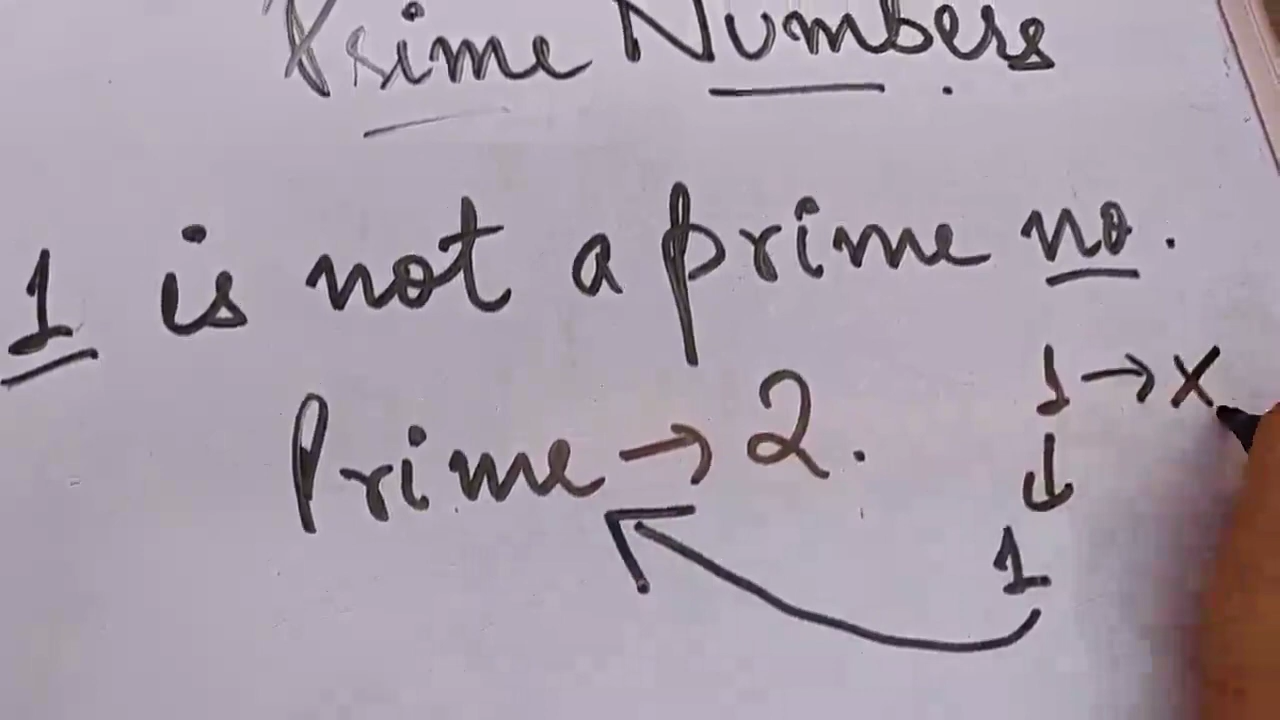 Prime Numbers
1 is not a prime no.
Prime → 2.
1 → X
↓
1